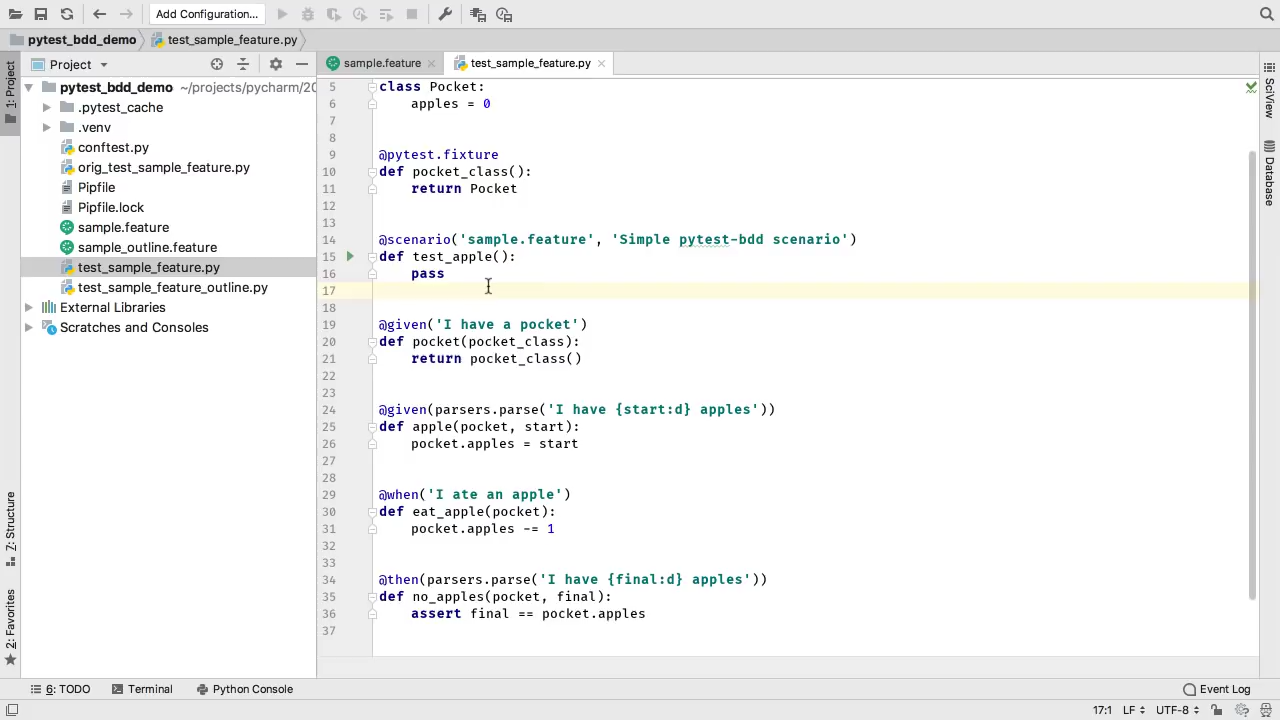 Add Configuration...
pytest_bdd_demo
test_sample_feature.py
1: Project
Project
sample.feature
test_sample_feature.py
pytest_bdd_demo ~/projects/pycharm/20
.pytest_cache
.venv
conftest.py
orig_test_sample_feature.py
Pipfile
Pipfile.lock
sample.feature
sample_outline.feature
test_sample_feature.py
test_sample_feature_outline.py
External Libraries
Scratches and Consoles
5 class Pocket:
6 apples = 0
7
8
9 @pytest.fixture
10 def pocket_class():
11 return Pocket
12
13
14 @scenario('sample.feature', 'Simple pytest-bdd scenario')
15 def test_apple():
16 pass
17
18
19 @given('I have a pocket')
20 def pocket(pocket_class):
21 return pocket_class()
22
23
24 @given(parsers.parse('I have {start:d} apples'))
25 def apple(pocket, start):
26 pocket.apples = start
27
28
29 @when('I ate an apple')
30 def eat_apple(pocket):
31 pocket.apples -= 1
32
33
34 @then(parsers.parse('I have {final:d} apples'))
35 def no_apples(pocket, final):
36 assert final == pocket.apples
37
SciView
Database
Z: Structure
2: Favorites
6: TODO
Terminal
Python Console
Event Log
17:1 LF UTF-8